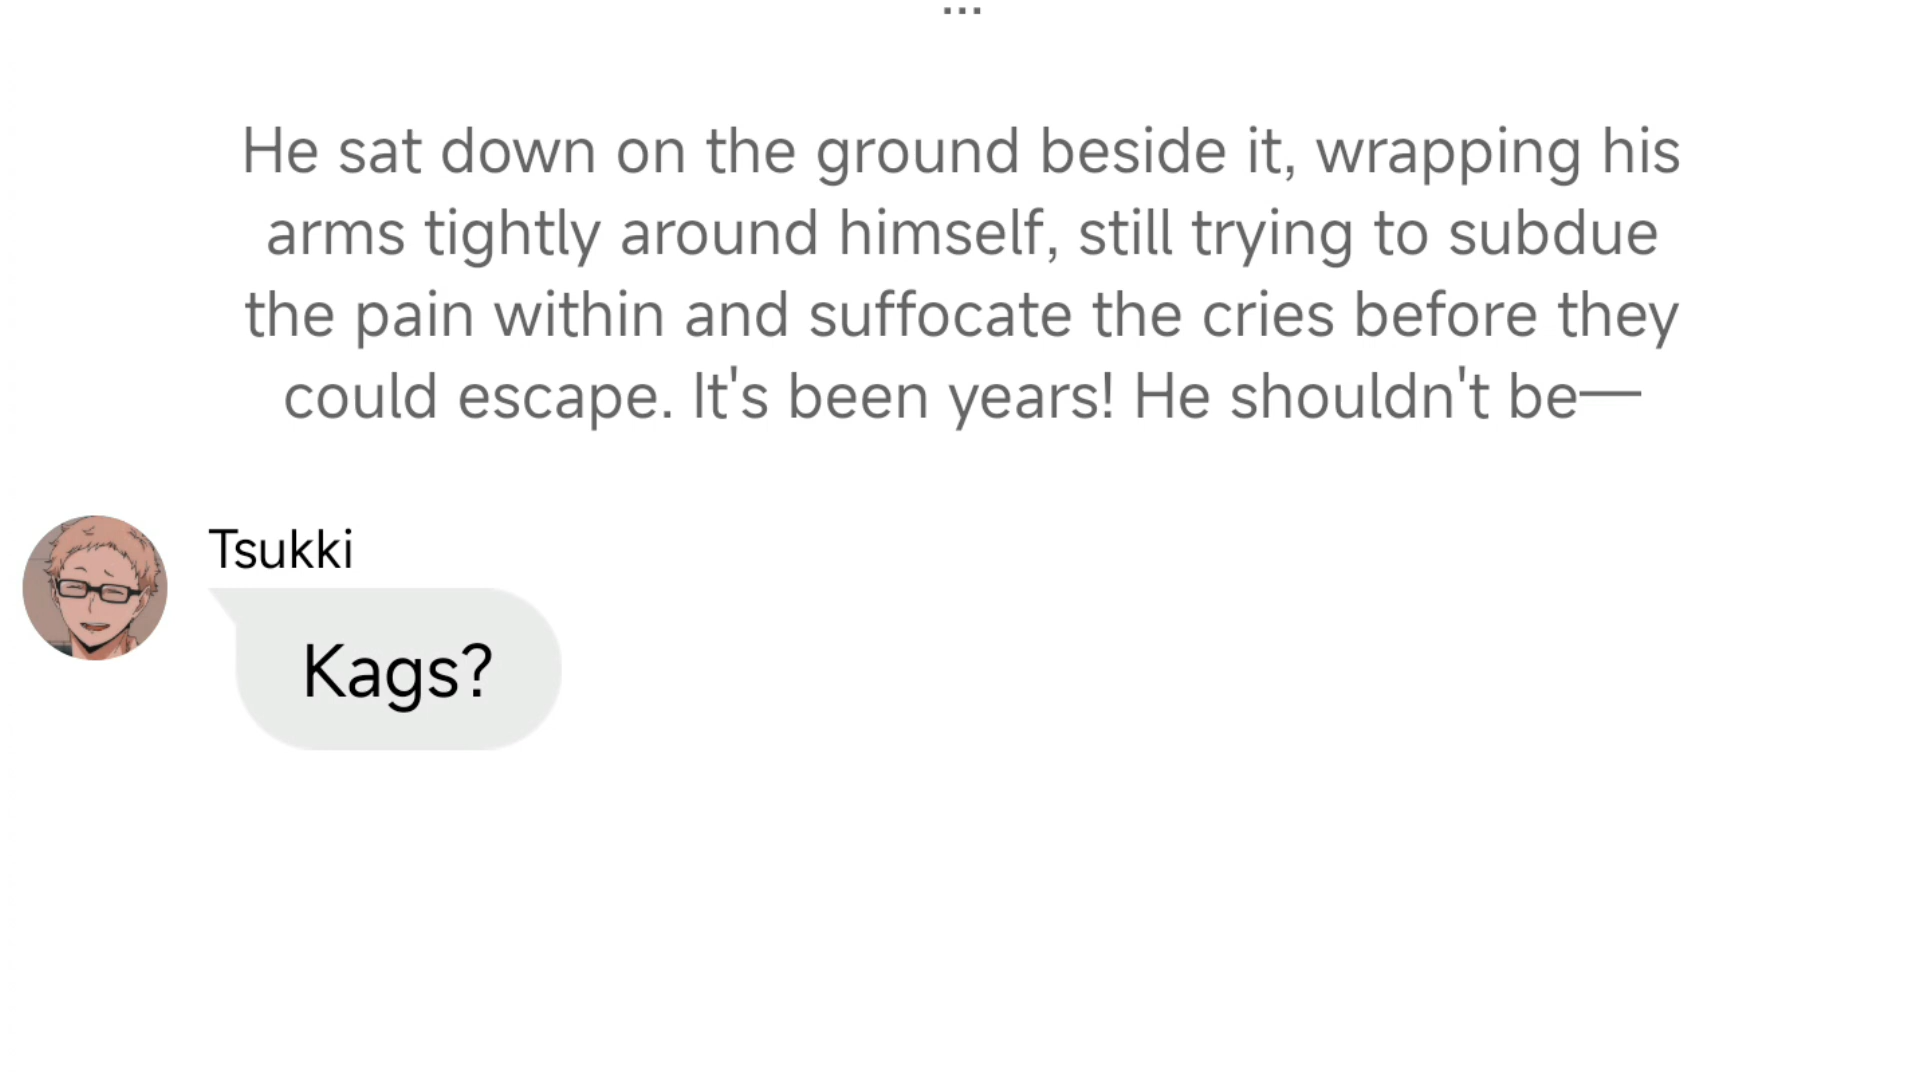 ...
He sat down on the ground beside it, wrapping his
arms tightly around himself, still trying to subdue
the pain within and suffocate the cries before they
could escape. It's been years! He shouldn't be—
Tsukki
Kags?